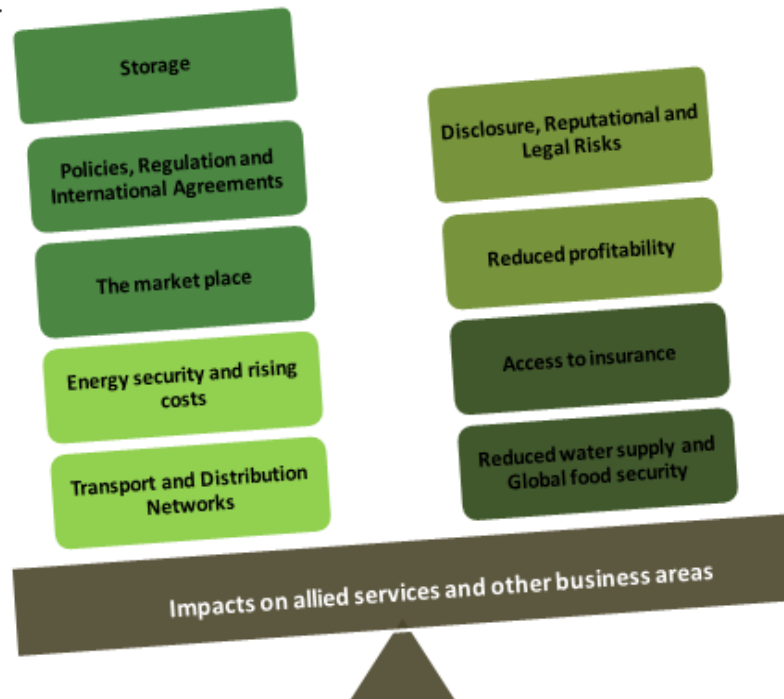 Storage
Policies, Regulation and
International Agreements
The market place
Energy security and rising
costs
Transport and Distribution
Networks
Disclosure, Reputational and
Legal Risks
Reduced profitability
Access to insurance
Reduced water supply and
Global food security
Impacts on allied services and other business areas